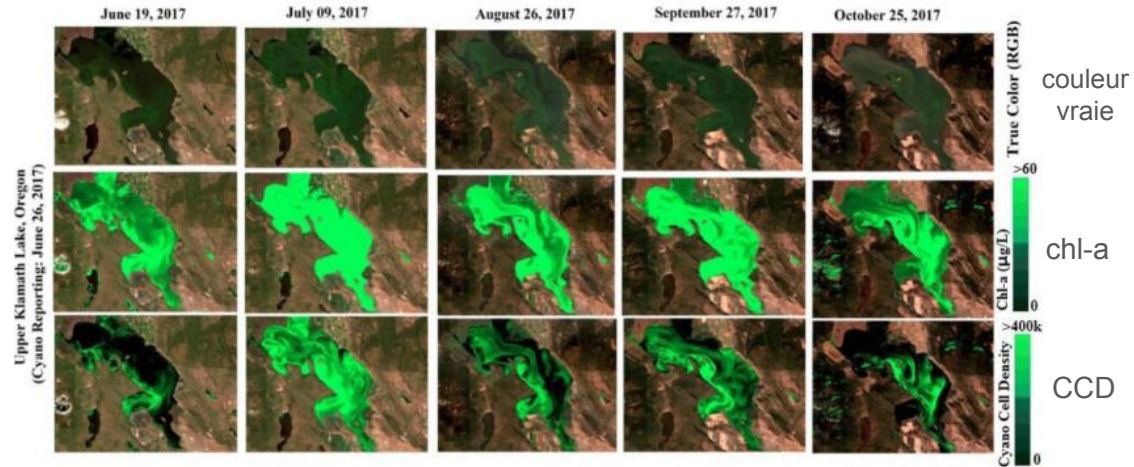 June 19, 2017
July 09, 2017
August 26, 2017
September 27, 2017
October 25, 2017
Upper Klamath Lake, Oregon
(Cyano Reporting: June 26, 2017)
True Color (RGB)
couleur
vraie
>60
Chl-a (µg/L)
0
chl-a
>400k
Cyano Cell Density
0
CCD